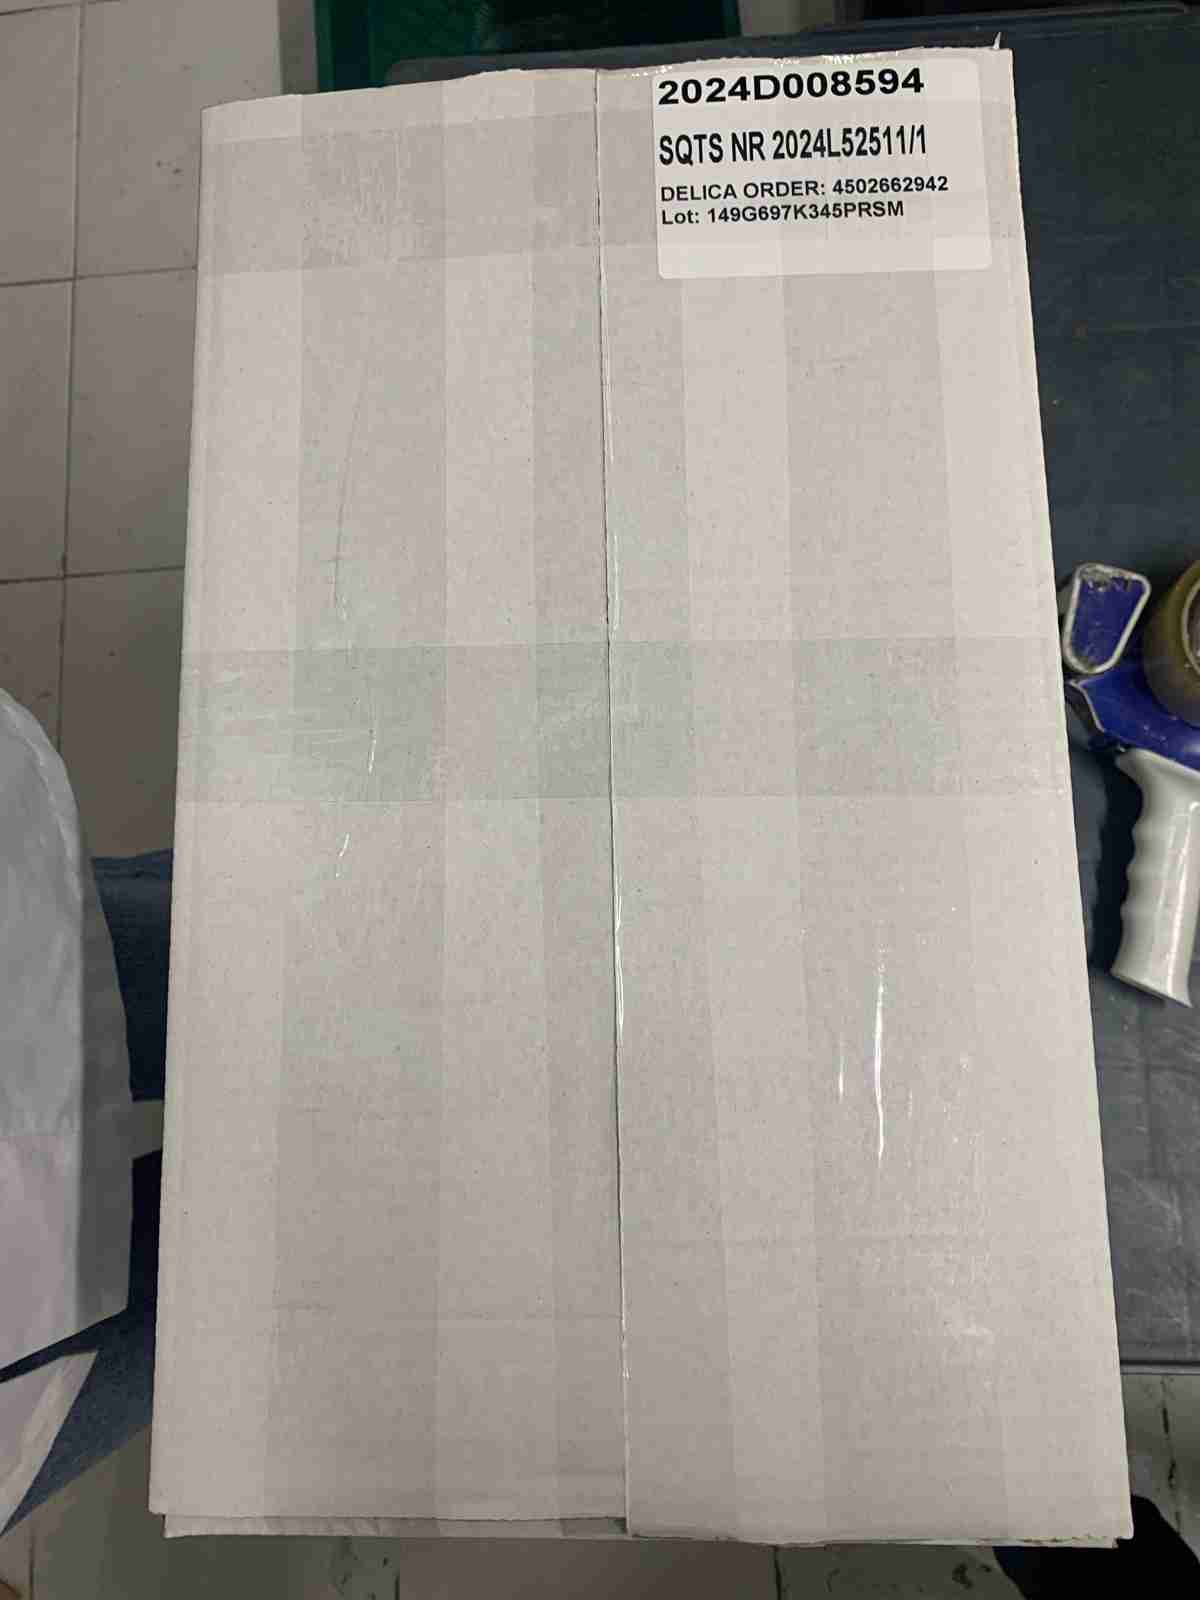 2024D008594
SQTS NR 2024L52511/1
DELICA ORDER: 4502662942
Lot: 149G697K345PRSM